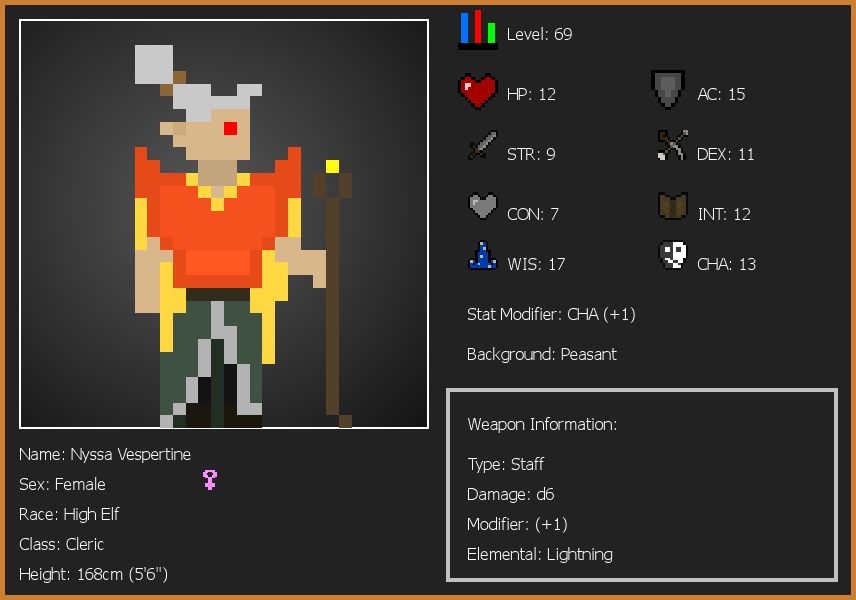 Level: 69
HP: 12
AC: 15
STR: 9
DEX: 11
CON: 7
INT: 12
WIS: 17
CHA: 13
Stat Modifier: CHA (+1)
Background: Peasant
Weapon Information:
Type: Staff
Damage: d6
Modifier: (+1)
Elemental: Lightning
Name: Nyssa Vespertine
Sex: Female
Race: High Elf
Class: Cleric
Height: 168cm (5'6")